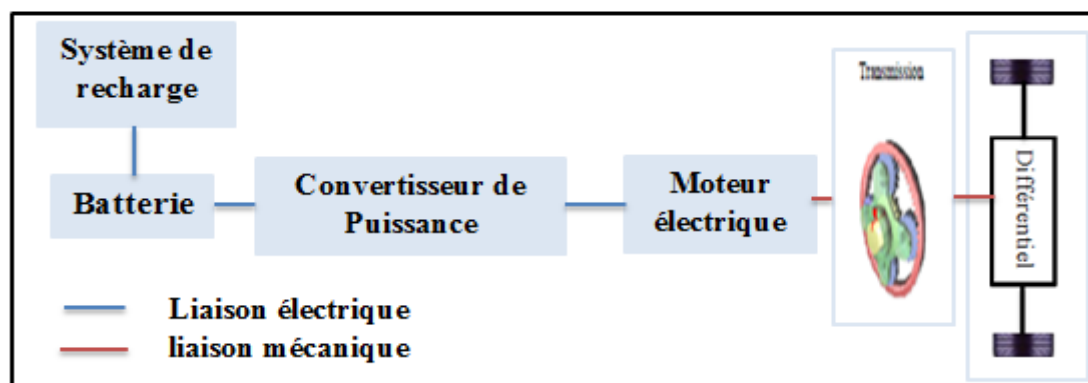 Système de
recharge
Transmission
Batterie
Convertisseur de
Puissance
Moteur
électrique
Différentiel
Liaison électrique
liaison mécanique